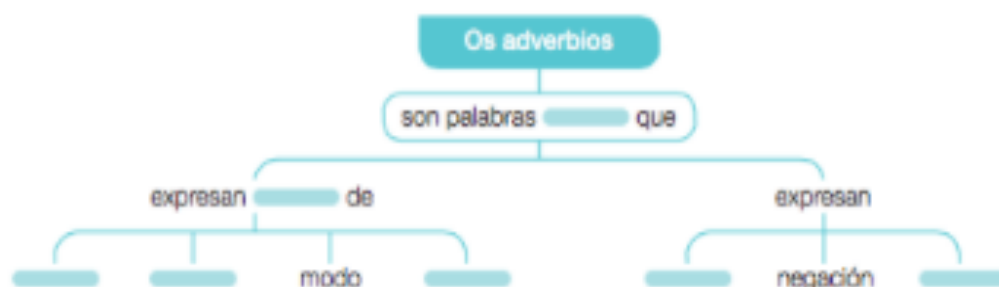 Os adverbios
son palabras que
expresan de
expresan
modo
negación